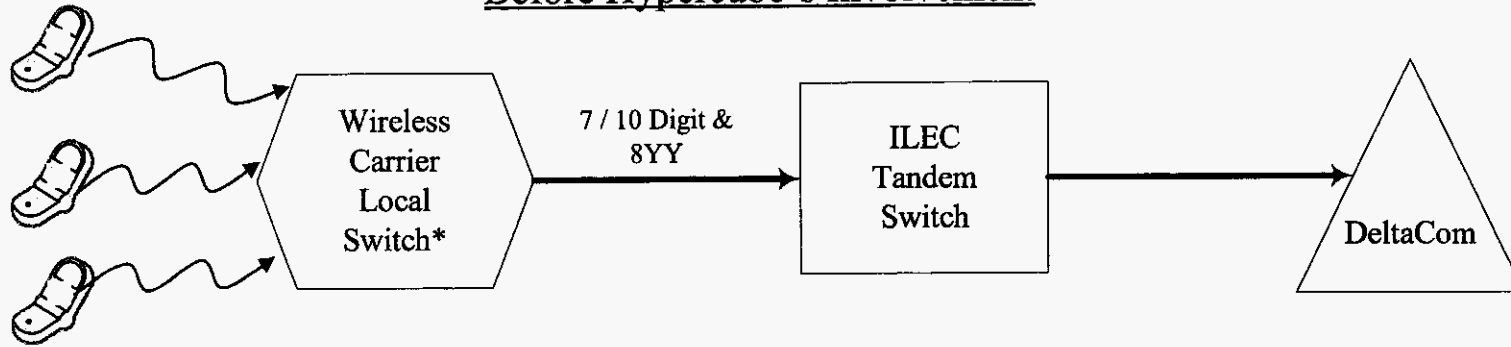 7 / 10 Digit &
8YY
Wireless
Carrier
Local
Switch*
ILEC
Tandem
Switch
DeltaCom